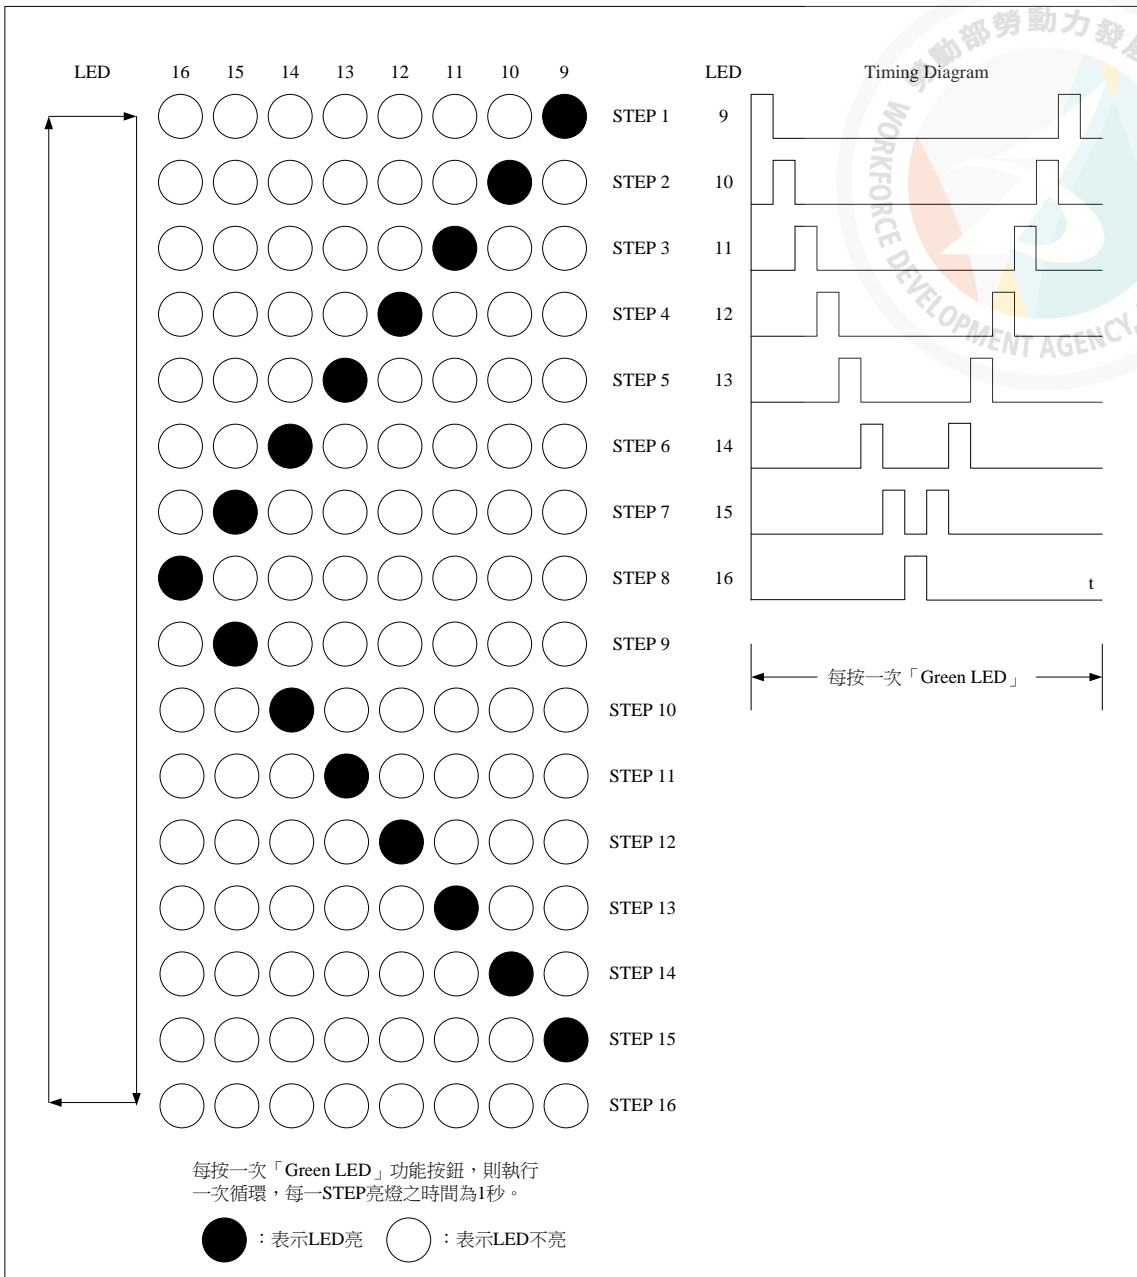 LED 16 15 14 13 12 11 10 9
STEP 1
STEP 2
STEP 3
STEP 4
STEP 5
STEP 6
STEP 7
STEP 8
STEP 9
STEP 10
STEP 11
STEP 12
STEP 13
STEP 14
STEP 15
STEP 16
每按一次「Green LED」功能按鈕，則執行
一次循環，每一STEP亮燈之時間為1秒。
：表示LED亮 ：表示LED不亮
LED Timing Diagram
9
10
11
12
13
14
15
16 t
每按一次「Green LED」
勞動部勞動力發展
WORKFORCE DEVELOPMENT AGENCY,